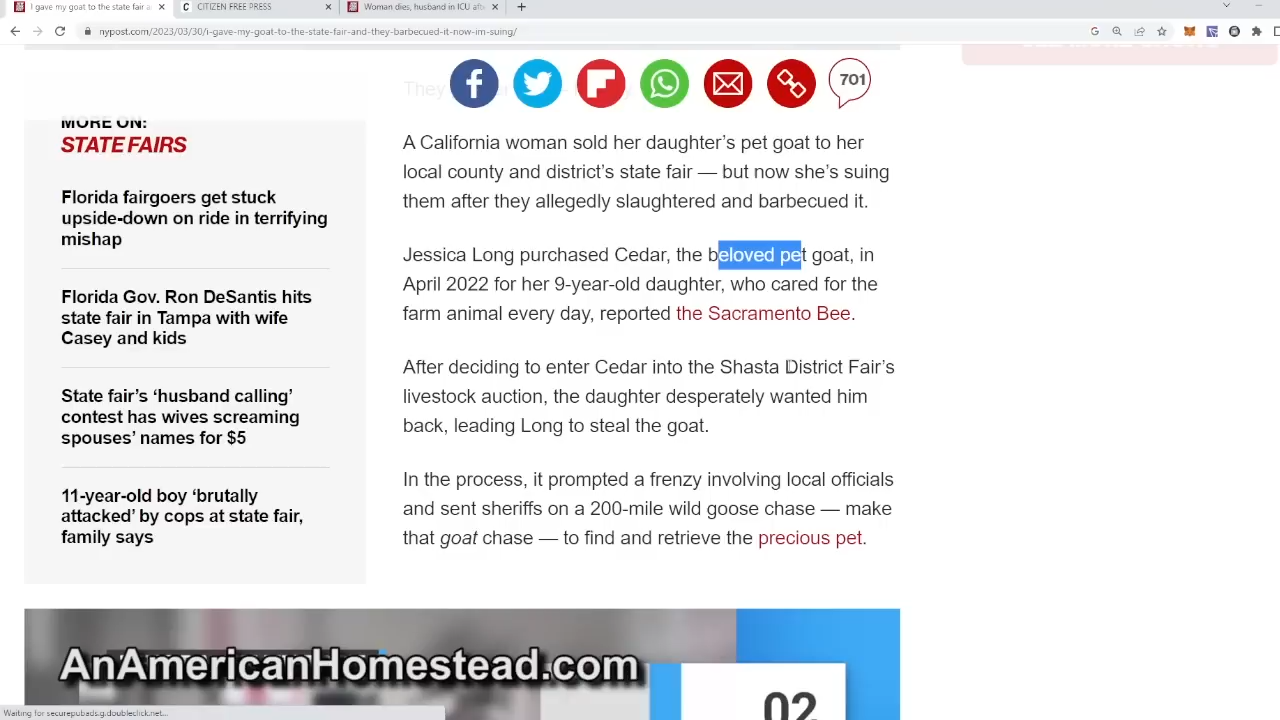 I gave my goat to the state fair a
CITIZEN FREE PRESS
Woman dies, husband in ICU aft
nypost.com/2023/03/30/i-gave-my-goat-to-the-state-fair-and-they-barbecued-it-now-im-suing/
They
701
MORE ON:
STATE FAIRS
Florida fairgoers get stuck
upside-down on ride in terrifying
mishap
Florida Gov. Ron DeSantis hits
state fair in Tampa with wife
Casey and kids
State fair’s ‘husband calling’
contest has wives screaming
spouses’ names for $5
11-year-old boy ‘brutally
attacked’ by cops at state fair,
family says
A California woman sold her daughter’s pet goat to her
local county and district’s state fair — but now she’s suing
them after they allegedly slaughtered and barbecued it.
Jessica Long purchased Cedar, the beloved pet goat, in
April 2022 for her 9-year-old daughter, who cared for the
farm animal every day, reported the Sacramento Bee.
After deciding to enter Cedar into the Shasta District Fair’s
livestock auction, the daughter desperately wanted him
back, leading Long to steal the goat.
In the process, it prompted a frenzy involving local officials
and sent sheriffs on a 200-mile wild goose chase — make
that goat chase — to find and retrieve the precious pet.
AnAmericanHomestead.com
02
Waiting for securepubads.g.doubleclick.net...